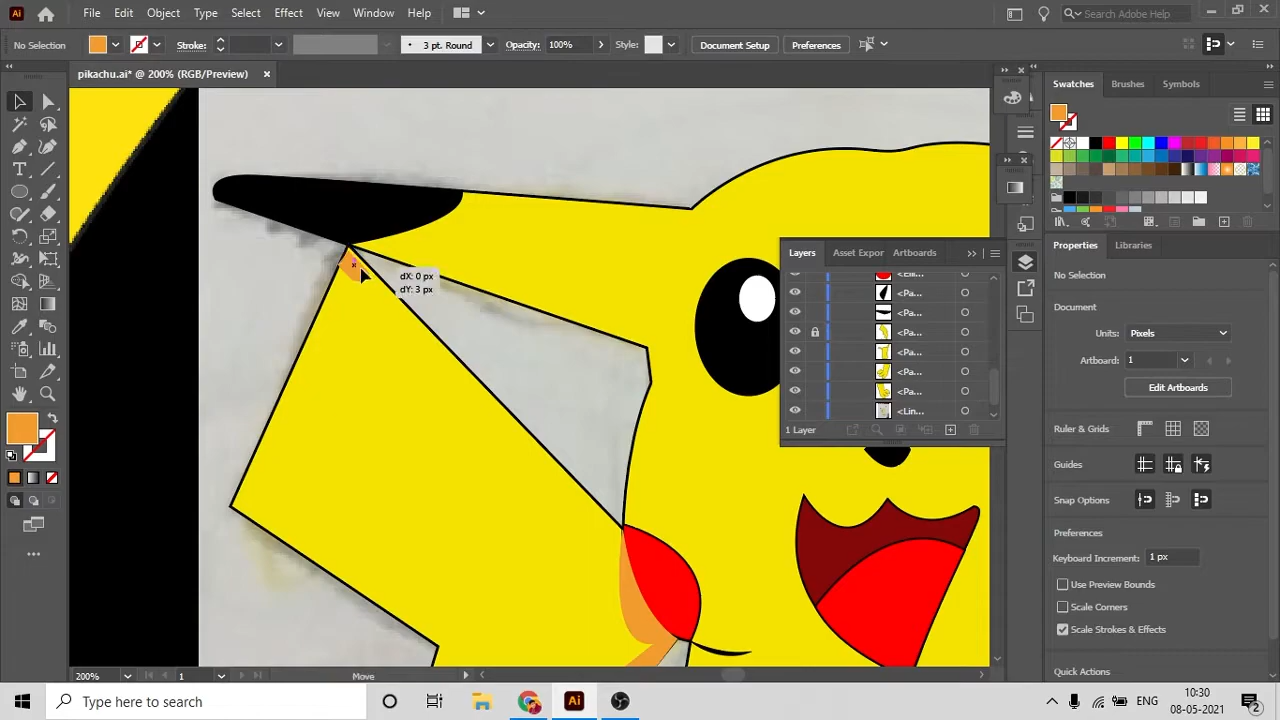 Ai
File Edit Object Type Select Effect View Window Help
Search Adobe Help
No Selection
Stroke:
3 pt. Round
Opacity: 100%
Style:
Document Setup
Preferences
pikachu.ai* @ 200% (RGB/Preview)
Swatches Brushes Symbols
dX: 0 px
dY: 3 px
Layers Asset Expor Artboards
<Elli...
<Pa...
<Pa...
<Pa...
<Pa...
<Pa...
<Pa...
<Lin...
1 Layer
Properties Libraries
No Selection
Document
Units: Pixels
Artboard: 1
Edit Artboards
Ruler & Grids
Guides
Snap Options
Preferences
Keyboard Increment: 1 px
Use Preview Bounds
Scale Corners
Scale Strokes & Effects
Quick Actions
200%
1
Move
Type here to search
Ai
ENG
10:30
08-05-2021
2